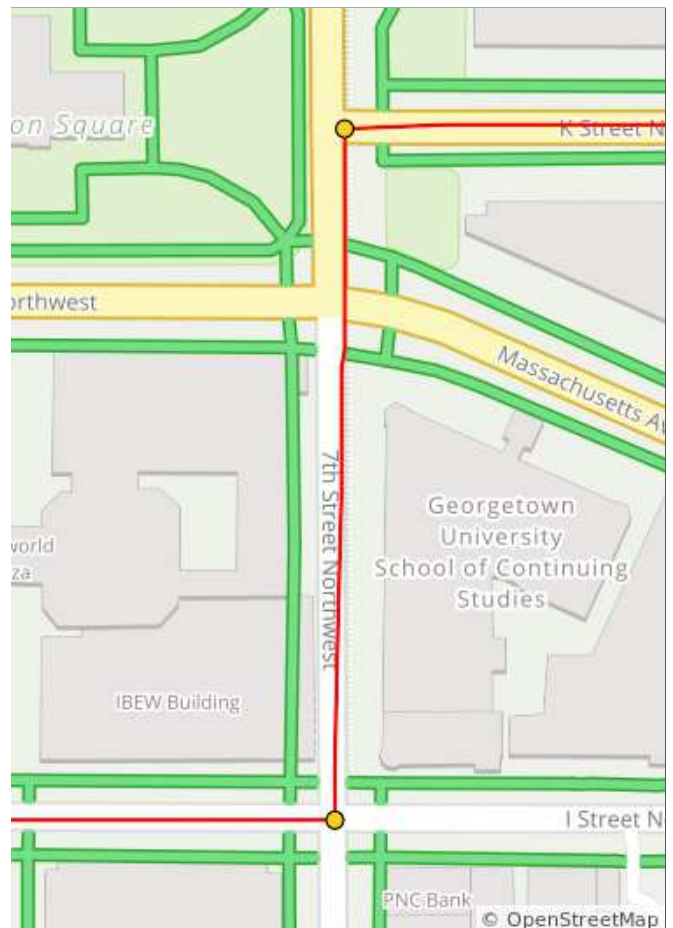 on Square
K Street N
orthwest
Massachusetts Av
7th Street Northwest
Georgetown
University
School of Continuing
Studies
world
za
IBEW Building
I Street N
PNC Bank
© OpenStreetMap